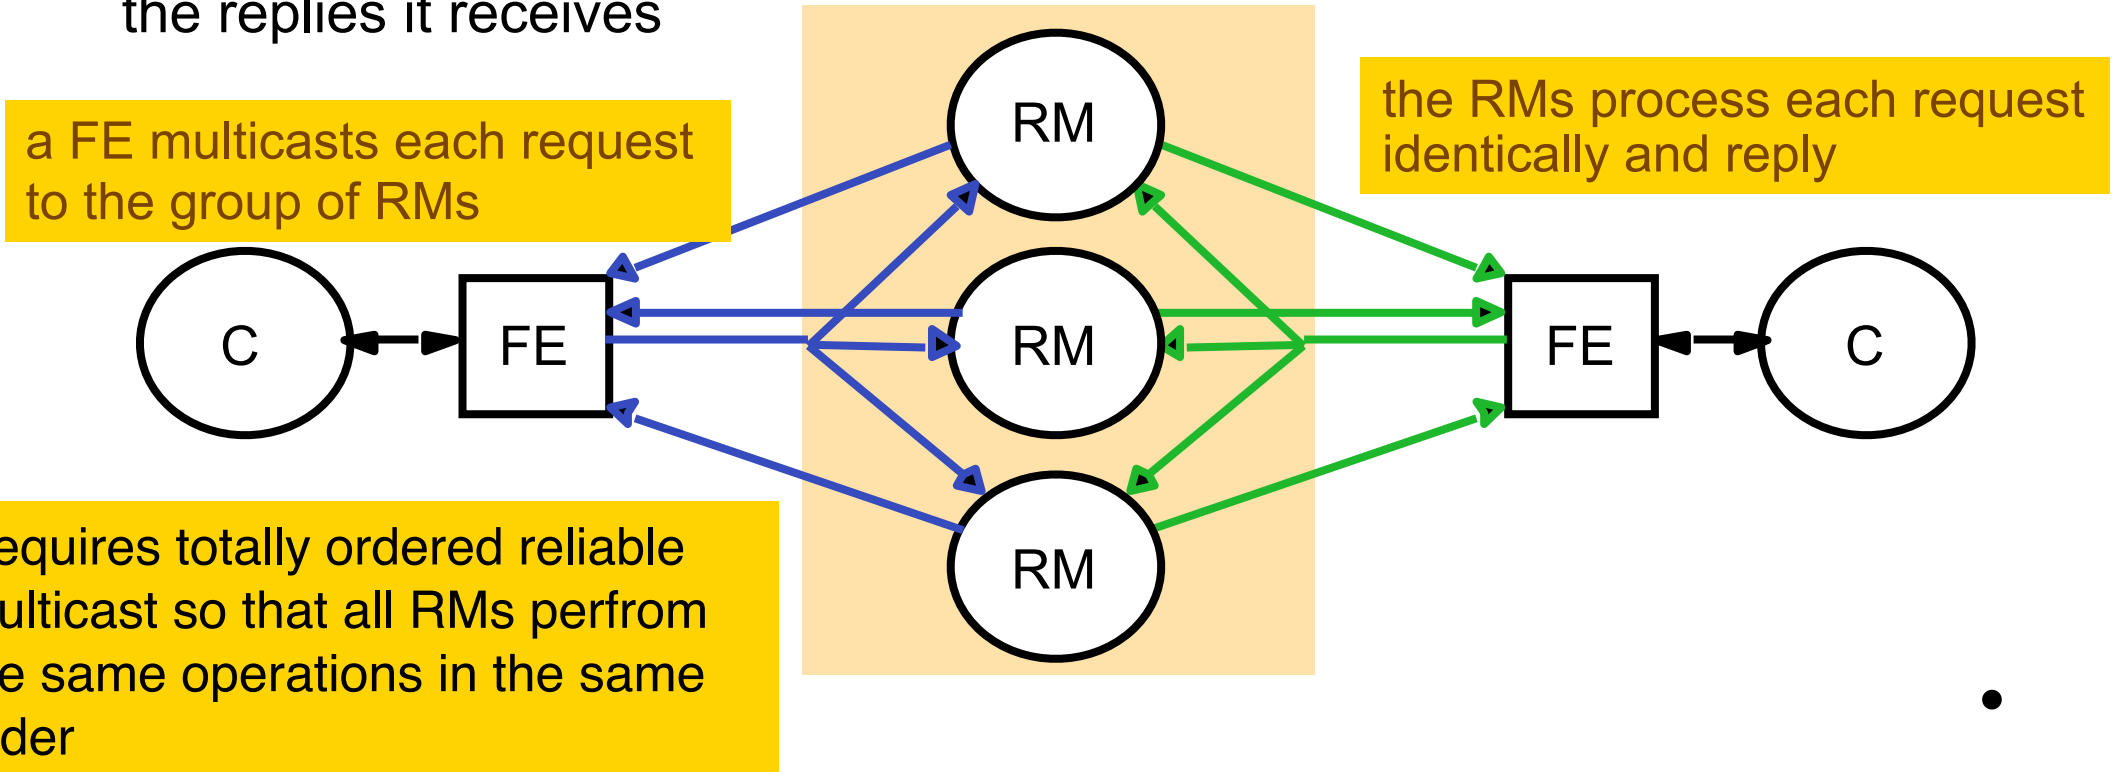 the replies it receives
a FE multicasts each request
to the group of RMs
the RMs process each request
identically and reply
RM
C
FE
RM
FE
C
RM
equires totally ordered reliable
ulticast so that all RMs perfrom
e same operations in the same
der
•